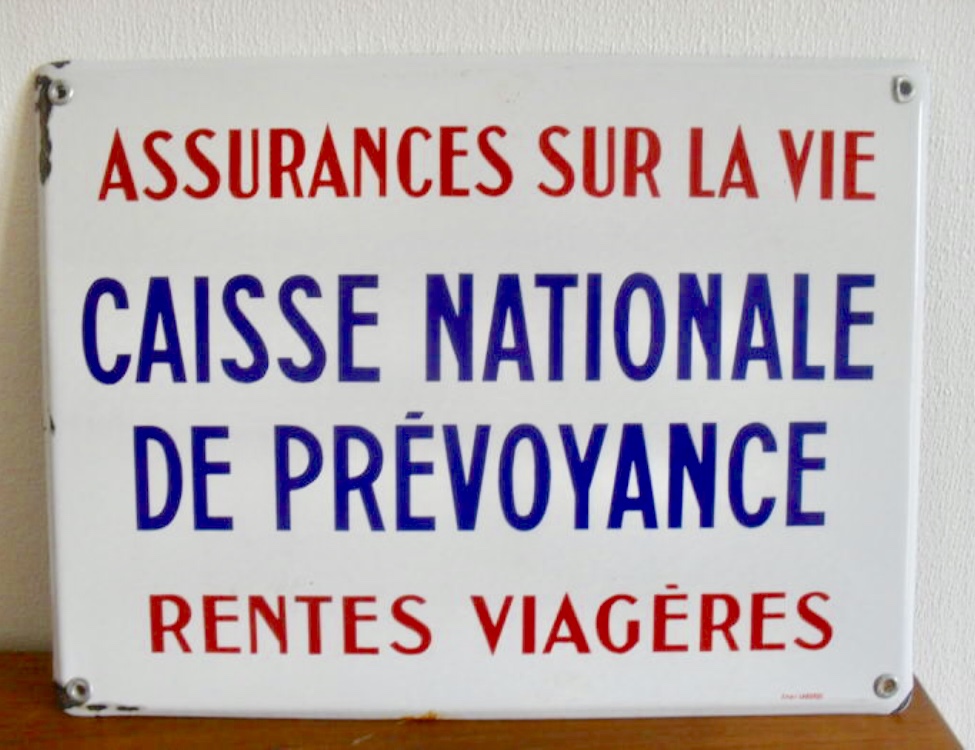 ASSURANCES SUR LA VIE
CAISSE NATIONALE
DE PRÉVOYANCE
RENTES VIAGÈRES